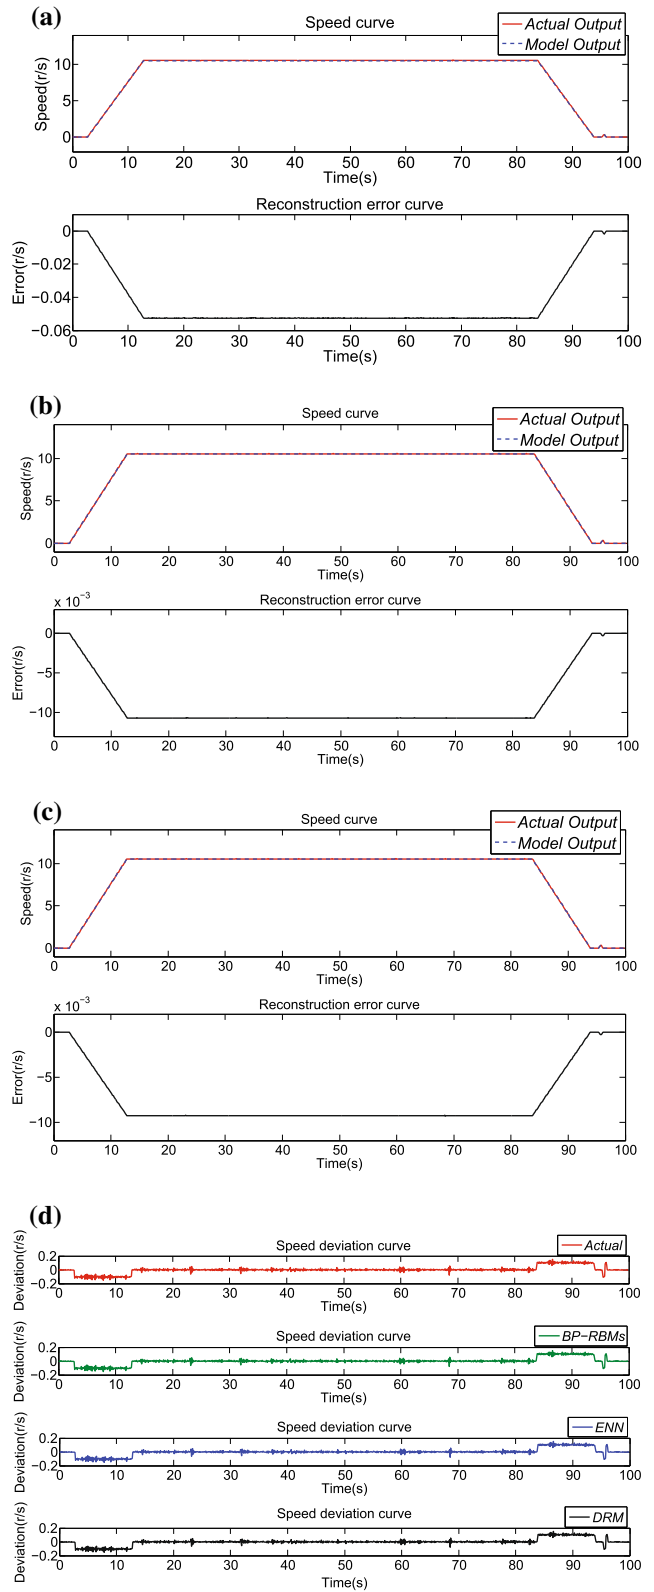 (a)
Speed curve
Actual Output
Model Output
Speed(r/s)
10
5
0
0 10 20 30 40 50 60 70 80 90 100
Time(s)
Reconstruction error curve
Error(r/s)
0
−0.02
−0.04
−0.06
0 10 20 30 40 50 60 70 80 90 100
Time(s)
(b)
Speed curve
Actual Output
Model Output
Speed(r/s)
10
5
0
0 10 20 30 40 50 60 70 80 90 100
Time(s)
x 10⁻³
Reconstruction error curve
Error(r/s)
0
−5
−10
0 10 20 30 40 50 60 70 80 90 100
Time(s)
(c)
Speed curve
Actual Output
Model Output
Speed(r/s)
10
5
0
0 10 20 30 40 50 60 70 80 90 100
Time(s)
x 10⁻³
Reconstruction error curve
Error(r/s)
0
−5
−10
0 10 20 30 40 50 60 70 80 90 100
Time(s)
(d)
Speed deviation curve
Actual
Deviation(r/s)
0.2
0
−0.2
0 10 20 30 40 50 60 70 80 90 100
Time(s)
Speed deviation curve
BP−RBMs
Deviation(r/s)
0.2
0
−0.2
0 10 20 30 40 50 60 70 80 90 100
Time(s)
Speed deviation curve
ENN
Deviation(r/s)
0.2
0
−0.2
0 10 20 30 40 50 60 70 80 90 100
Time(s)
Speed deviation curve
DRM
Deviation(r/s)
0.2
0
−0.2
0 10 20 30 40 50 60 70 80 90 100
Time(s)